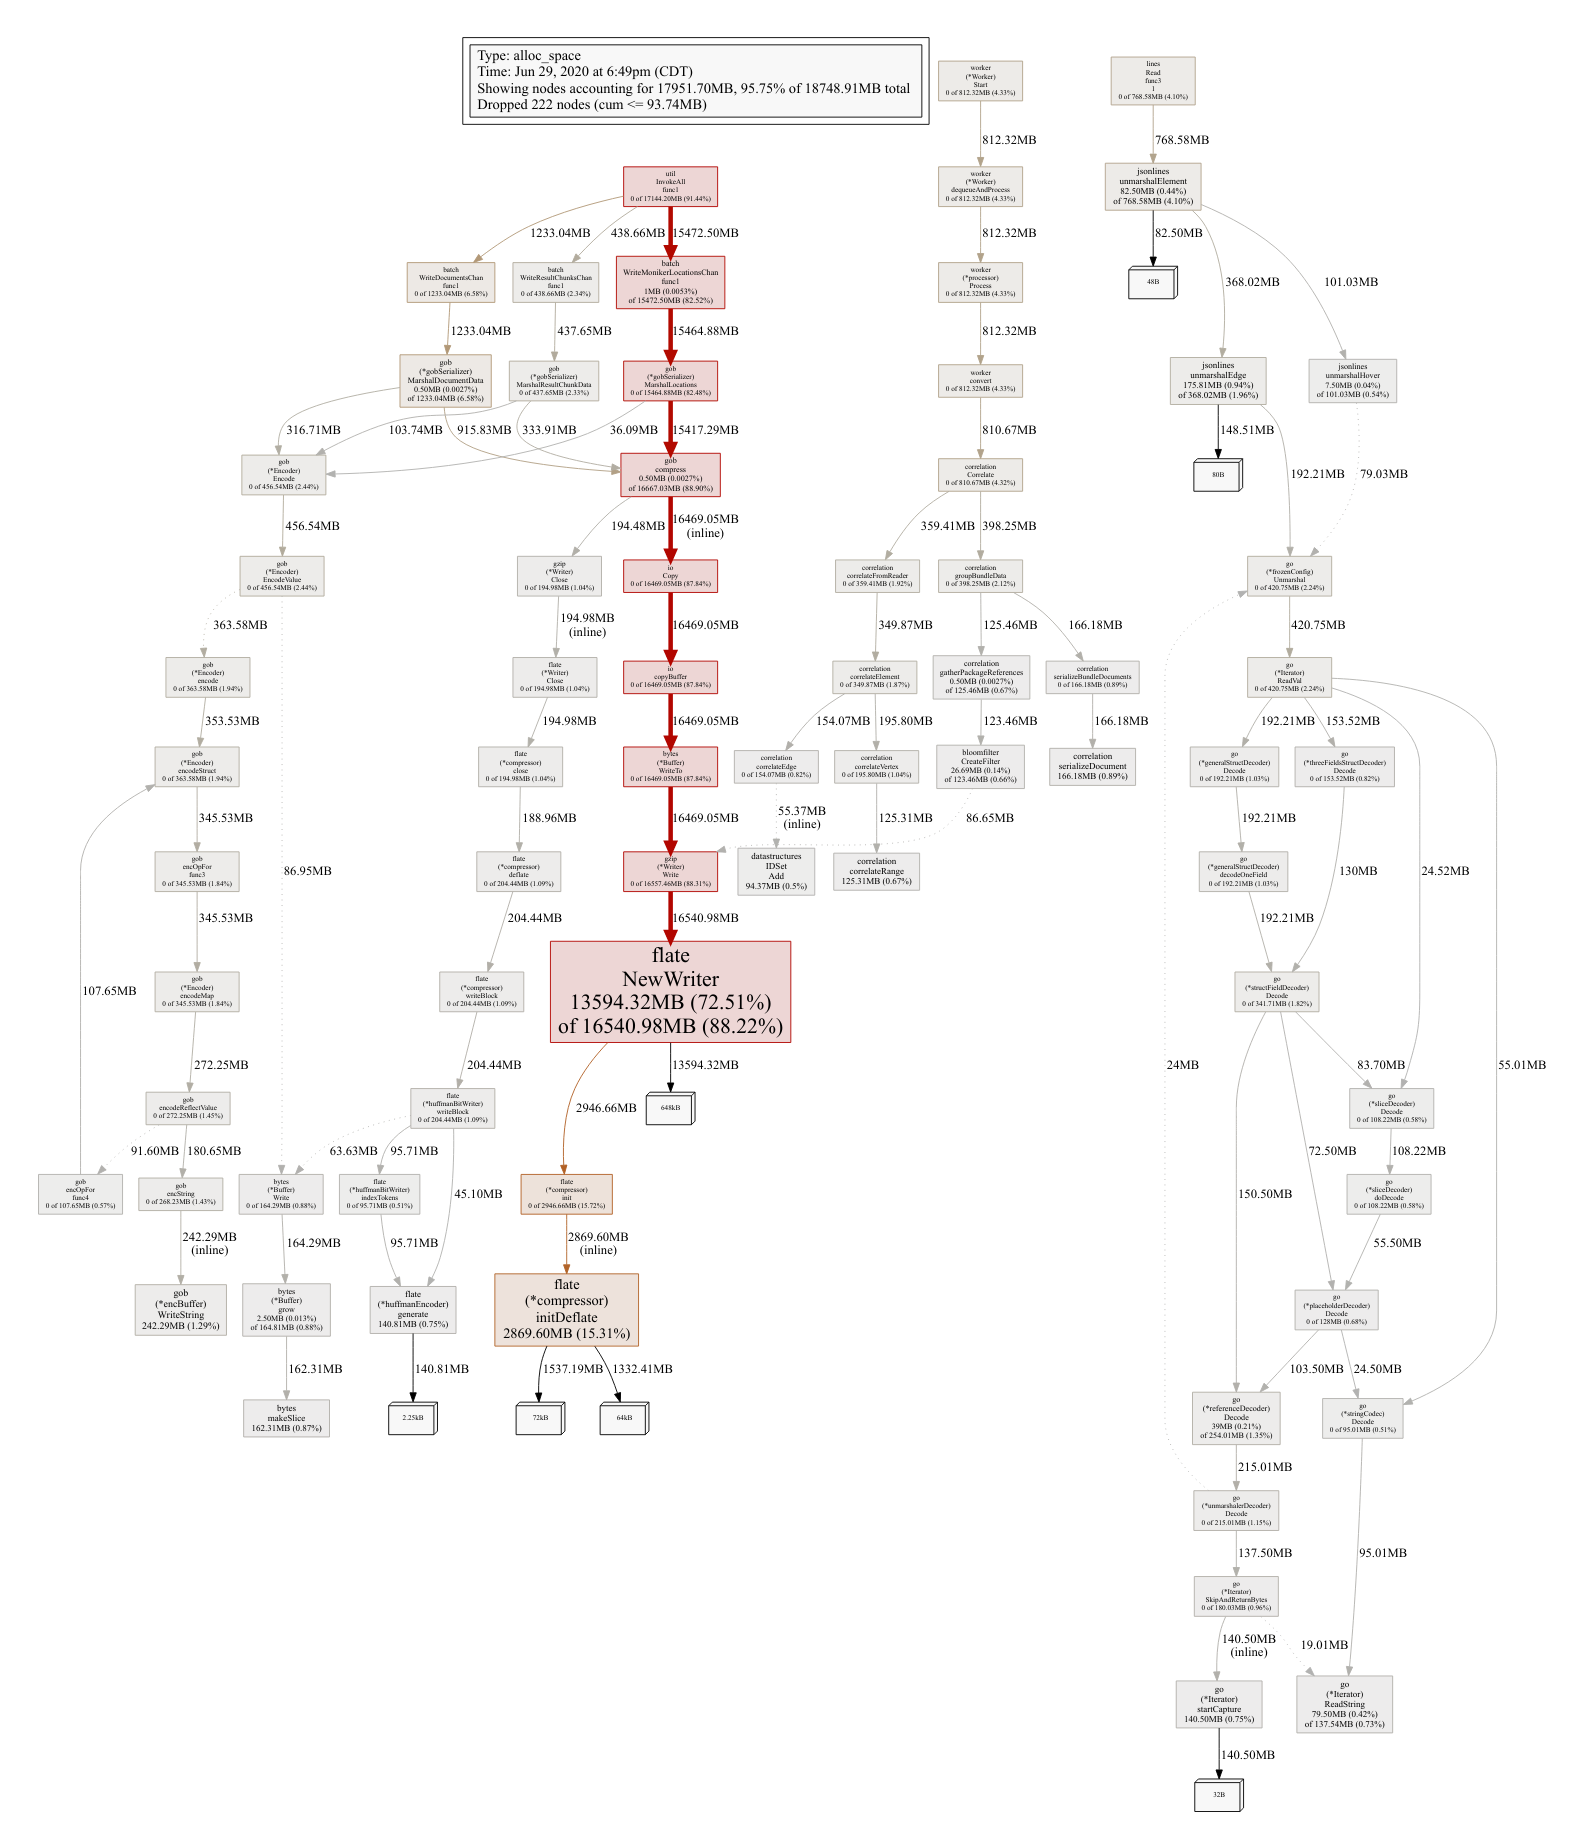 Type: alloc_space
Time: Jun 29, 2020 at 6:49pm (CDT)
Showing nodes accounting for 17951.70MB, 95.75% of 18748.91MB total
Dropped 222 nodes (cum <= 93.74MB)
worker
(*Worker)
Start
0 of 812.32MB (4.33%)
lines
Read
func3
1
0 of 768.58MB (4.10%)
812.32MB
768.58MB
util
InvokeAll
func1
0 of 17144.20MB (91.44%)
worker
(*Worker)
dequeueAndProcess
0 of 812.32MB (4.33%)
jsonlines
unmarshalElement
82.50MB (0.44%)
of 768.58MB (4.10%)
1233.04MB
438.66MB
15472.50MB
812.32MB
82.50MB
batch
WriteDocumentsChan
func1
0 of 1233.04MB (6.58%)
batch
WriteResultChunksChan
func1
0 of 438.66MB (2.34%)
batch
WriteMonikerLocationsChan
func1
1MB (0.0053%)
of 15472.50MB (82.52%)
worker
(*processor)
Process
0 of 812.32MB (4.33%)
48B
368.02MB
101.03MB
1233.04MB
437.65MB
15464.88MB
812.32MB
gob
(*gobSerializer)
MarshalDocumentData
0.50MB (0.0027%)
of 1233.04MB (6.58%)
gob
(*gobSerializer)
MarshalResultChunkData
0 of 437.65MB (2.33%)
gob
(*gobSerializer)
MarshalLocations
0 of 15464.88MB (82.48%)
worker
convert
0 of 812.32MB (4.33%)
jsonlines
unmarshalEdge
175.81MB (0.94%)
of 368.02MB (1.96%)
jsonlines
unmarshalHover
7.50MB (0.04%)
of 101.03MB (0.54%)
316.71MB
103.74MB
915.83MB
333.91MB
36.09MB
15417.29MB
810.67MB
148.51MB
gob
(*Encoder)
Encode
0 of 456.54MB (2.44%)
gob
compress
0.50MB (0.0027%)
of 16667.03MB (88.90%)
correlation
Correlate
0 of 810.67MB (4.32%)
80B
192.21MB
79.03MB
456.54MB
194.48MB
16469.05MB
(inline)
359.41MB
398.25MB
gob
(*Encoder)
EncodeValue
0 of 456.54MB (2.44%)
gzip
(*Writer)
Close
0 of 194.98MB (1.04%)
io
Copy
0 of 16469.05MB (87.84%)
correlation
correlateFromReader
0 of 359.41MB (1.92%)
correlation
groupBundleData
0 of 398.25MB (2.12%)
go
(*frozenConfig)
Unmarshal
0 of 420.75MB (2.24%)
363.58MB
194.98MB
(inline)
16469.05MB
349.87MB
125.46MB
166.18MB
420.75MB
gob
(*Encoder)
encode
0 of 363.58MB (1.94%)
flate
(*Writer)
Close
0 of 194.98MB (1.04%)
io
copyBuffer
0 of 16469.05MB (87.84%)
correlation
correlateElement
0 of 349.87MB (1.87%)
correlation
gatherPackageReferences
0.50MB (0.0027%)
of 125.46MB (0.67%)
correlation
serializeBundleDocuments
0 of 166.18MB (0.89%)
go
(*Iterator)
ReadVal
0 of 420.75MB (2.24%)
353.53MB
194.98MB
16469.05MB
154.07MB
195.80MB
123.46MB
166.18MB
192.21MB
153.52MB
gob
(*Encoder)
encodeStruct
0 of 363.58MB (1.94%)
flate
(*compressor)
close
0 of 194.98MB (1.04%)
bytes
(*Buffer)
WriteTo
0 of 16469.05MB (87.84%)
correlation
correlateEdge
0 of 154.07MB (0.82%)
correlation
correlateVertex
0 of 195.80MB (1.04%)
bloomfilter
CreateFilter
26.69MB (0.14%)
of 123.46MB (0.66%)
correlation
serializeDocument
166.18MB (0.89%)
go
(*generalStructDecoder)
Decode
0 of 192.21MB (1.03%)
go
(*threeFieldsStructDecoder)
Decode
0 of 153.52MB (0.82%)
345.53MB
188.96MB
16469.05MB
55.37MB
(inline)
125.31MB
86.65MB
192.21MB
gob
encOpFor
func3
0 of 345.53MB (1.84%)
86.95MB
flate
(*compressor)
deflate
0 of 204.44MB (1.09%)
gzip
(*Writer)
Write
0 of 16557.46MB (88.31%)
datastructures
IDSet
Add
94.37MB (0.5%)
correlation
correlateRange
125.31MB (0.67%)
go
(*generalStructDecoder)
decodeOneField
0 of 192.21MB (1.03%)
130MB
24.52MB
345.53MB
204.44MB
16540.98MB
192.21MB
107.65MB
gob
(*Encoder)
encodeMap
0 of 345.53MB (1.84%)
flate
(*compressor)
writeBlock
0 of 204.44MB (1.09%)
flate
NewWriter
13594.32MB (72.51%)
of 16540.98MB (88.22%)
go
(*structFieldDecoder)
Decode
0 of 341.71MB (1.82%)
272.25MB
204.44MB
13594.32MB
24MB
83.70MB
55.01MB
gob
encodeReflectValue
0 of 272.25MB (1.45%)
flate
(*huffmanBitWriter)
writeBlock
0 of 204.44MB (1.09%)
2946.66MB
648kB
go
(*sliceDecoder)
Decode
0 of 108.22MB (0.58%)
91.60MB
180.65MB
63.63MB
95.71MB
72.50MB
108.22MB
gob
encOpFor
func4
0 of 107.65MB (0.57%)
gob
encString
0 of 268.23MB (1.43%)
bytes
(*Buffer)
Write
0 of 164.29MB (0.88%)
flate
(*huffmanBitWriter)
indexTokens
0 of 95.71MB (0.51%)
45.10MB
flate
(*compressor)
init
0 of 2946.66MB (15.72%)
150.50MB
go
(*sliceDecoder)
doDecode
0 of 108.22MB (0.58%)
242.29MB
(inline)
164.29MB
95.71MB
2869.60MB
(inline)
55.50MB
gob
(*encBuffer)
WriteString
242.29MB (1.29%)
bytes
(*Buffer)
grow
2.50MB (0.013%)
of 164.81MB (0.88%)
flate
(*huffmanEncoder)
generate
140.81MB (0.75%)
flate
(*compressor)
initDeflate
2869.60MB (15.31%)
go
(*placeholderDecoder)
Decode
0 of 128MB (0.68%)
162.31MB
140.81MB
1537.19MB
1332.41MB
103.50MB
24.50MB
bytes
makeSlice
162.31MB (0.87%)
2.25kB
72kB
64kB
go
(*referenceDecoder)
Decode
39MB (0.21%)
of 254.01MB (1.35%)
go
(*stringCodec)
Decode
0 of 95.01MB (0.51%)
215.01MB
go
(*unmarshalerDecoder)
Decode
0 of 215.01MB (1.15%)
137.50MB
95.01MB
go
(*Iterator)
SkipAndReturnBytes
0 of 180.03MB (0.96%)
140.50MB
(inline)
19.01MB
go
(*Iterator)
startCapture
140.50MB (0.75%)
go
(*Iterator)
ReadString
79.50MB (0.42%)
of 137.54MB (0.73%)
140.50MB
32B